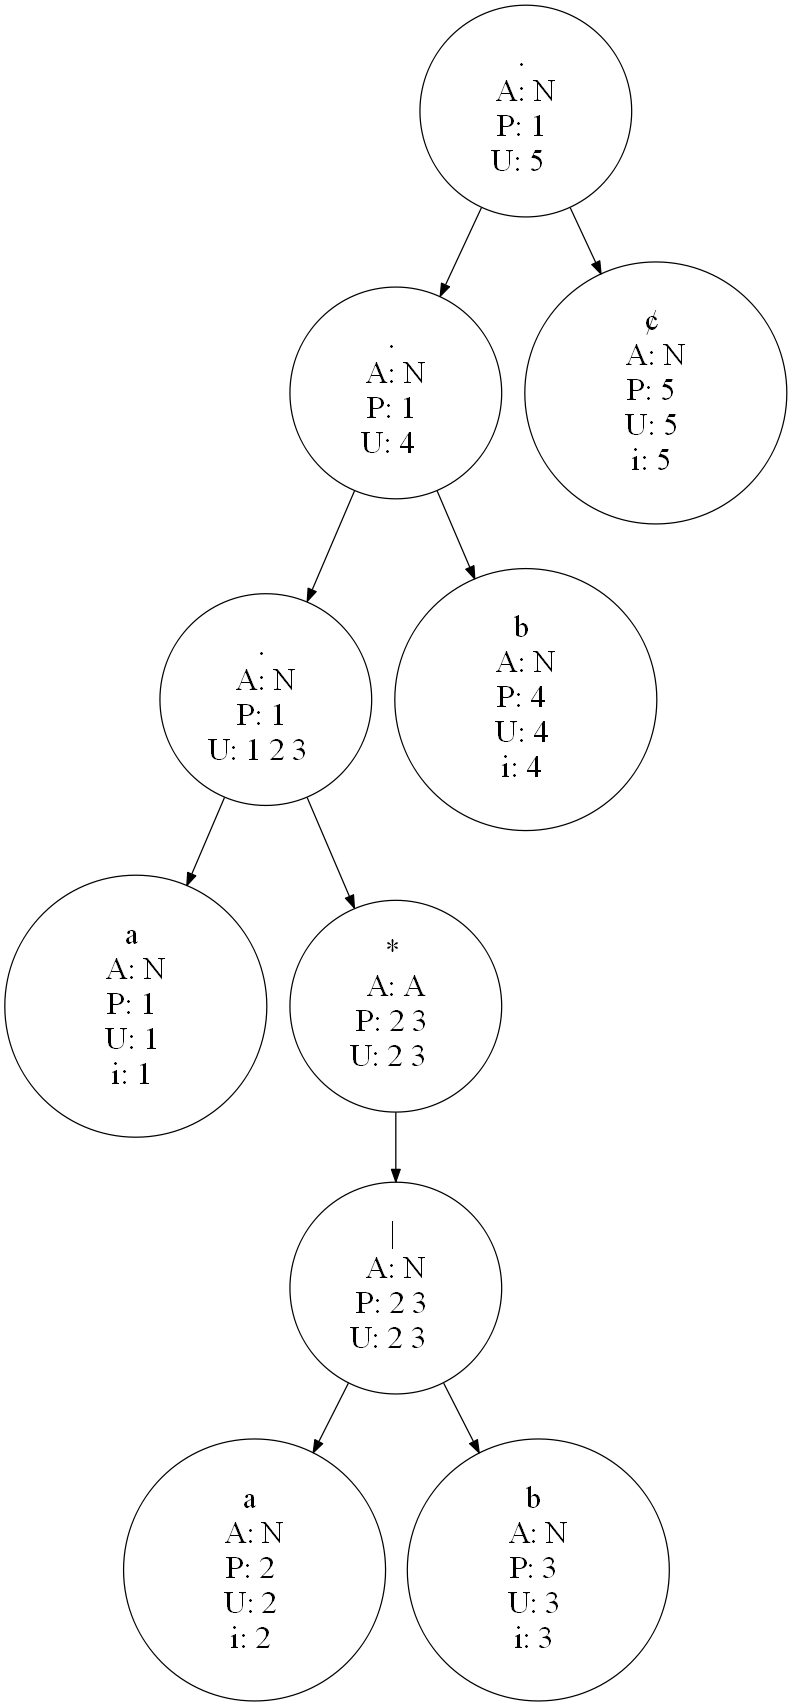 .
A: N
P: 1
U: 5
.
A: N
P: 1
U: 4
¢
A: N
P: 5
U: 5
i: 5
.
A: N
P: 1
U: 1 2 3
b
A: N
P: 4
U: 4
i: 4
a
A: N
P: 1
U: 1
i: 1
*
A: A
P: 2 3
U: 2 3
|
A: N
P: 2 3
U: 2 3
a
A: N
P: 2
U: 2
i: 2
b
A: N
P: 3
U: 3
i: 3